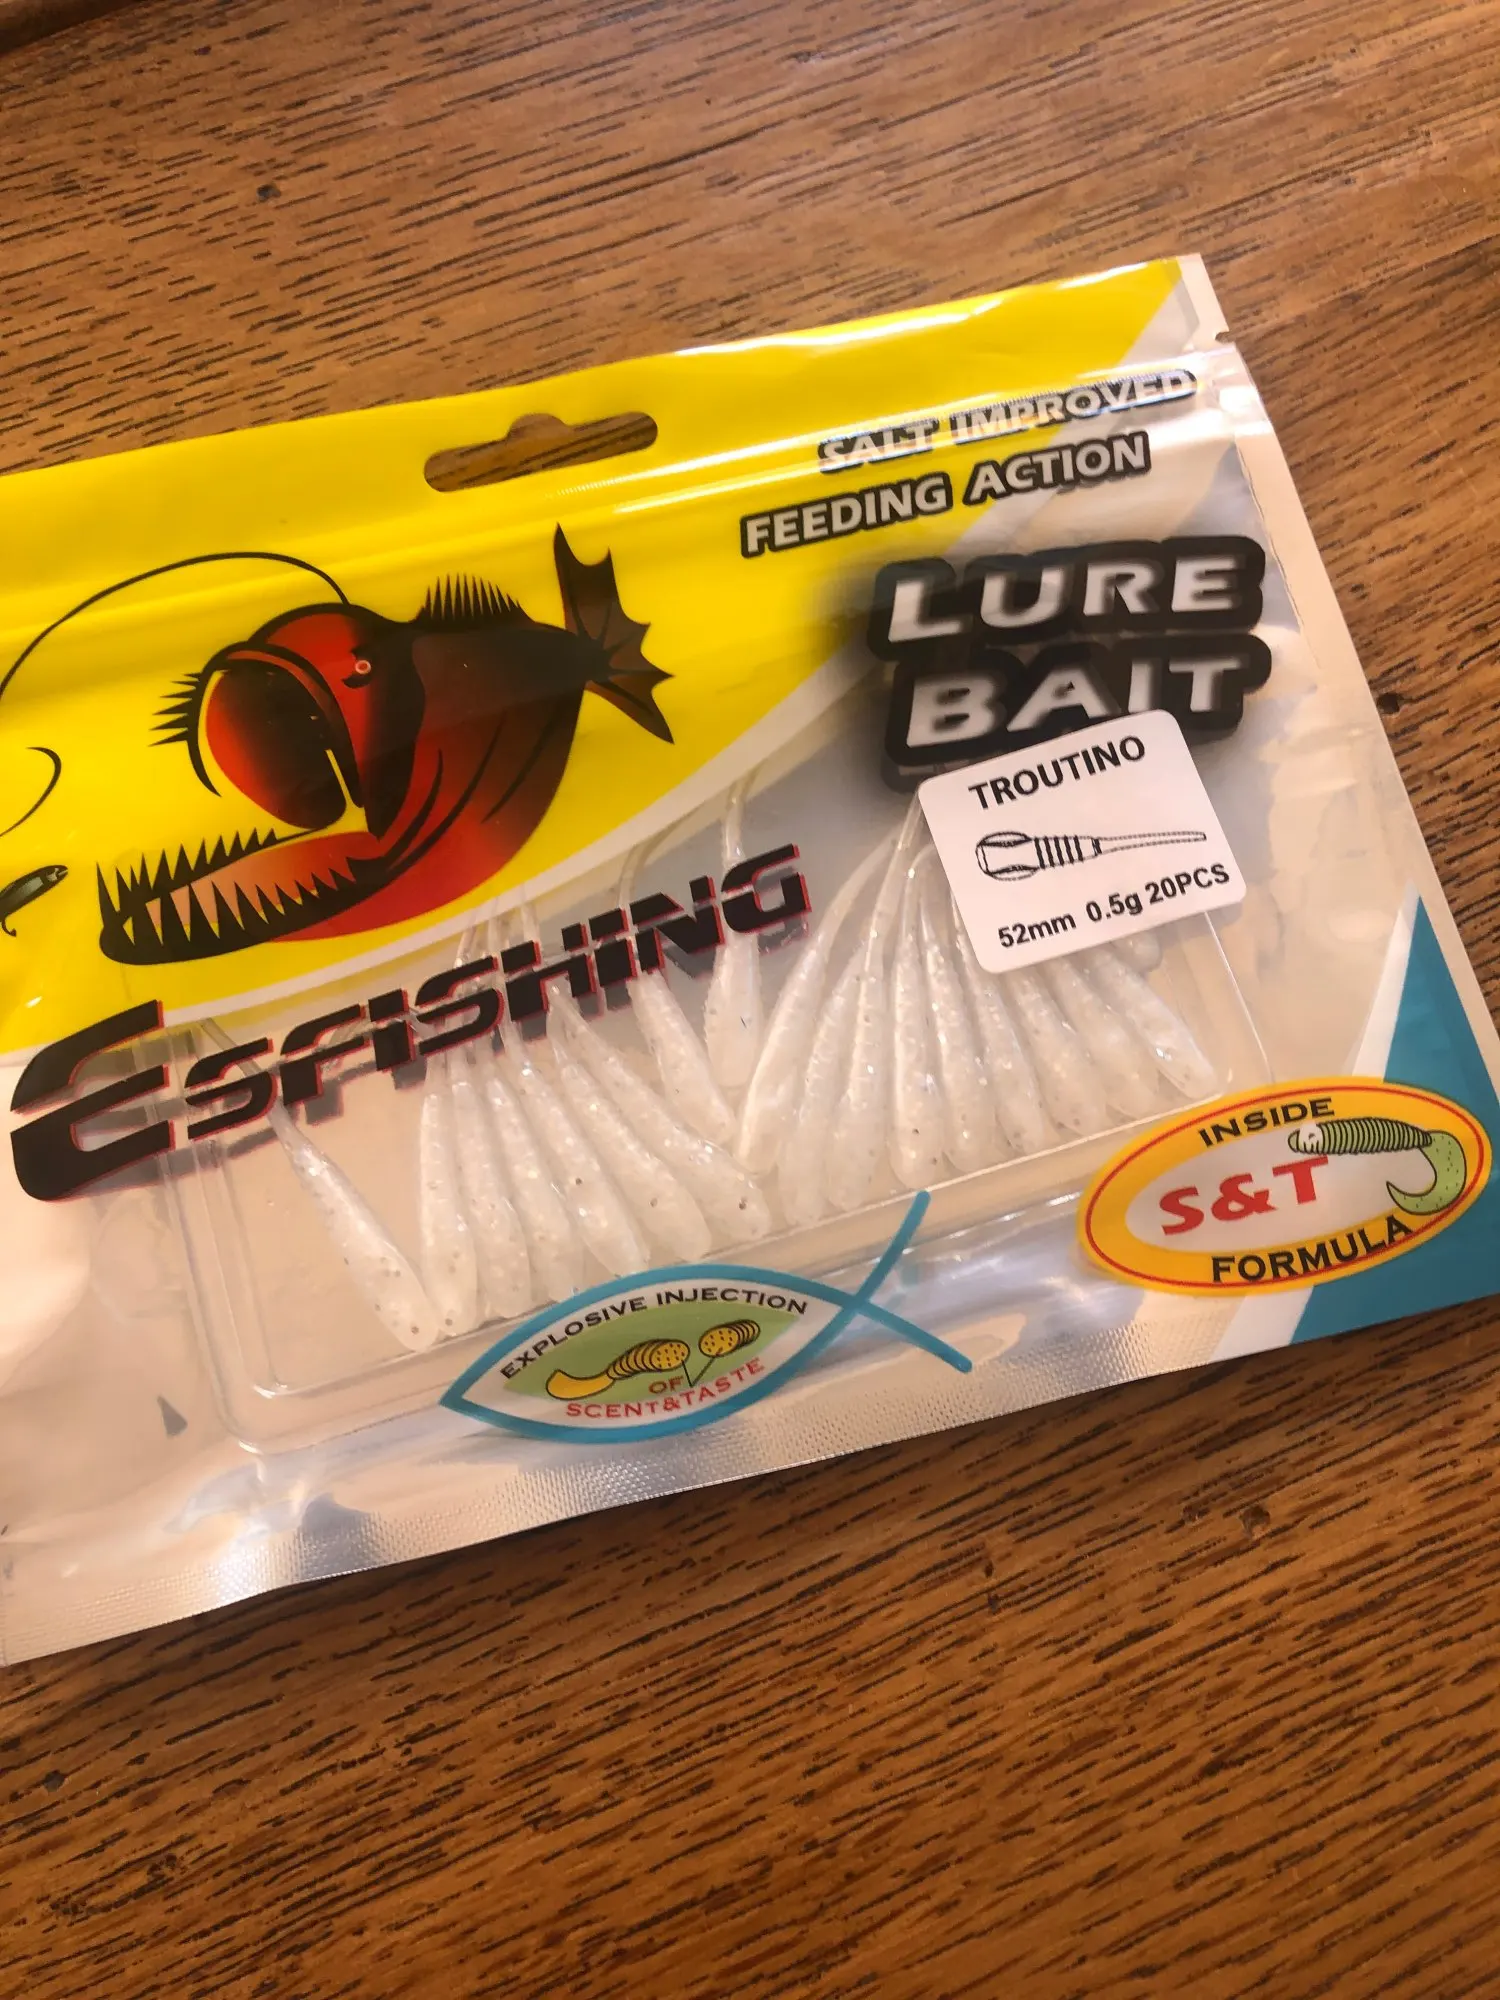 SALT IMPROVED
FEEDING ACTION
LURE
BAIT
TROUTINO
52mm 0.5g 20PCS
ESFISHING
INSIDE
S&T
FORMULA
EXPLOSIVE INJECTION
OF
SCENT&TASTE